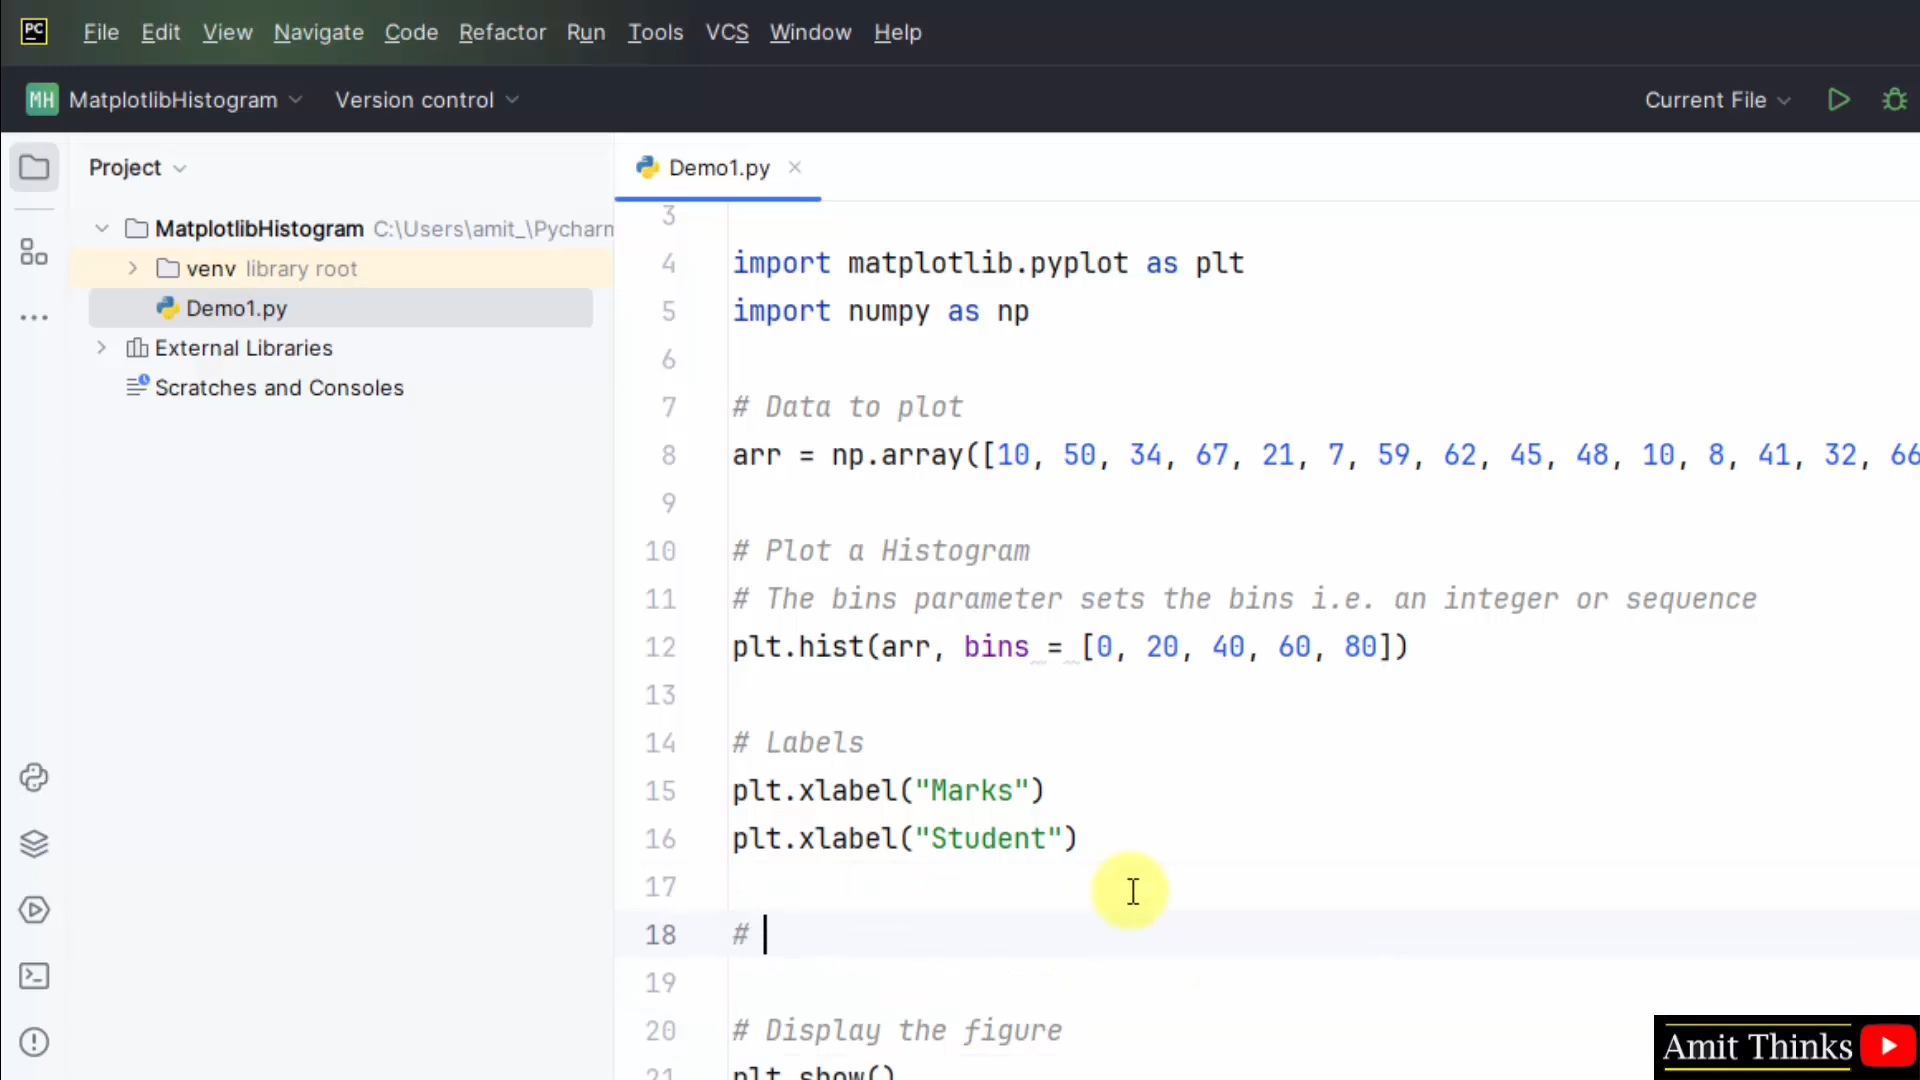 PC File Edit View Navigate Code Refactor Run Tools VCS Window Help
MH MatplotlibHistogram Version control Current File
Project
MatplotlibHistogram C:\Users\amit_\Pycharm
venv library root
Demo1.py
External Libraries
Scratches and Consoles
Demo1.py
3
4 import matplotlib.pyplot as plt
5 import numpy as np
6
7 # Data to plot
8 arr = np.array([10, 50, 34, 67, 21, 7, 59, 62, 45, 48, 10, 8, 41, 32, 66
9
10 # Plot a Histogram
11 # The bins parameter sets the bins i.e. an integer or sequence
12 plt.hist(arr, bins = [0, 20, 40, 60, 80])
13
14 # Labels
15 plt.xlabel("Marks")
16 plt.xlabel("Student")
17
18 #
19
20 # Display the figure
21 plt.show()
Amit Thinks